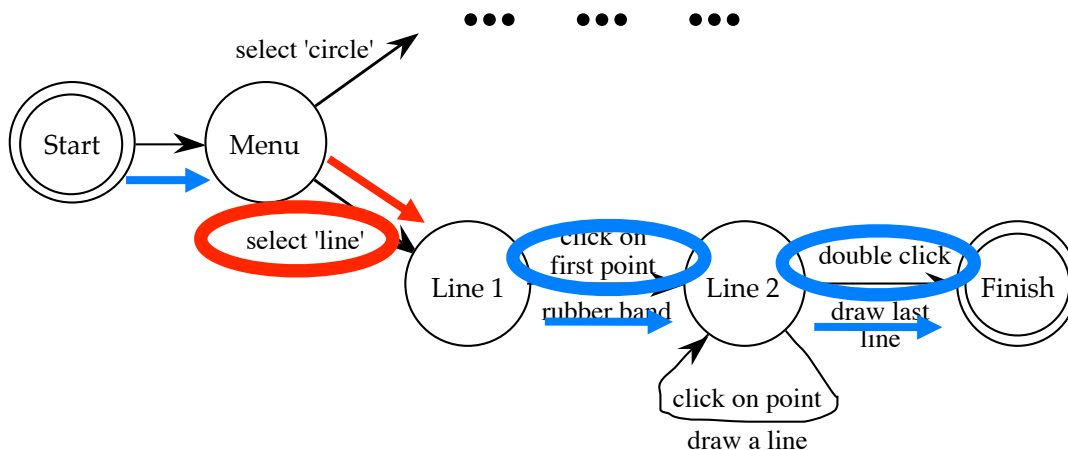 •••   •••   •••
select 'circle'
Start
Menu
select 'line'
Line 1
click on
first point
rubber band
Line 2
double click
draw last
line
Finish
click on point
draw a line